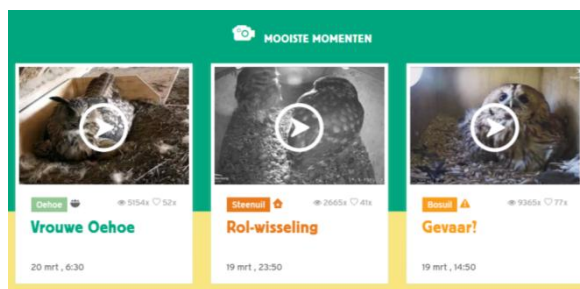 MOOISTE MOMENTEN
Oehoe 5154x 52x
Vrouwe Oehoe
20 mrt , 6:30
Steenuil 2665x 41x
Rol-wisseling
19 mrt , 23:50
Bosuil 9365x 77x
Gevaar?
19 mrt , 14:50